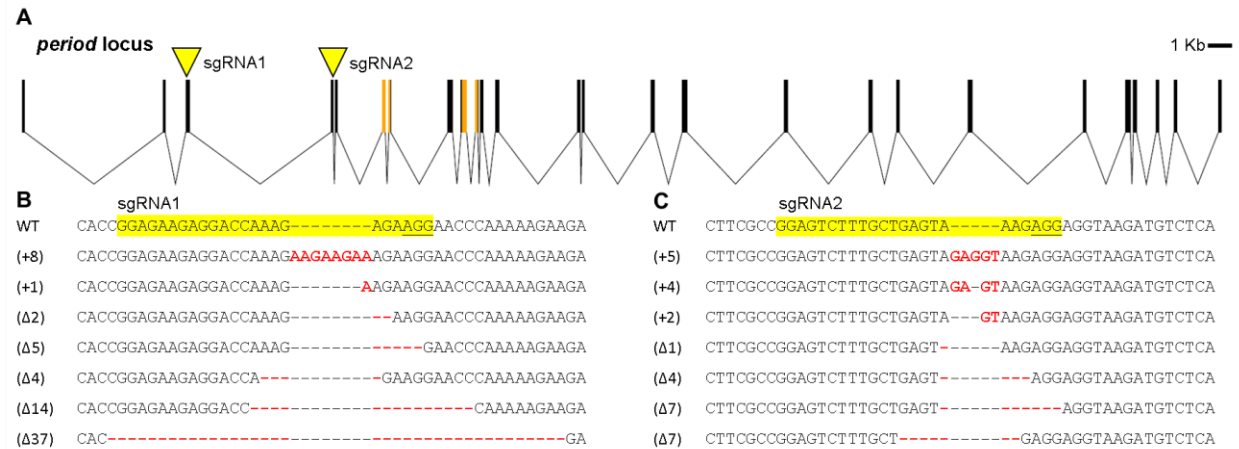 A
period locus
sgRNA1
sgRNA2
1 Kb
B
sgRNA1
WT CACCGGAGAAGAGGACCAAAG--------AGAAGGAACCCAAAAAGAAGA
(+8) CACCGGAGAAGAGGACCAAAGAAGAAGAAAGAAGGAACCCAAAAAGAAGA
(+1) CACCGGAGAAGAGGACCAAAG-------AAGAAGGAACCCAAAAAGAAGA
(Δ2) CACCGGAGAAGAGGACCAAAG----------AAGGAACCCAAAAAGAAGA
(Δ5) CACCGGAGAAGAGGACCAAAG-------------GAACCCAAAAAGAAGA
(Δ4) CACCGGAGAAGAGGACCA------------GAAGGAACCCAAAAAGAAGA
(Δ14) CACCGGAGAAGAGGACC----------------------CAAAAAGAAGA
(Δ37) CAC---------------------------------------------GA
C
sgRNA2
WT CTTCGCCGGAGTCTTTGCTGAGTA-----AAGAGGAGGTAAGATGTCTCA
(+5) CTTCGCCGGAGTCTTTGCTGAGTAGAGGTAAGAGGAGGTAAGATGTCTCA
(+4) CTTCGCCGGAGTCTTTGCTGAGTAGA-GTAAGAGGAGGTAAGATGTCTCA
(+2) CTTCGCCGGAGTCTTTGCTGAGTA---GTAAGAGGAGGTAAGATGTCTCA
(Δ1) CTTCGCCGGAGTCTTTGCTGAGT------AAGAGGAGGTAAGATGTCTCA
(Δ4) CTTCGCCGGAGTCTTTGCTGAGT---------AGGAGGTAAGATGTCTCA
(Δ7) CTTCGCCGGAGTCTTTGCTGAGT------------AGGTAAGATGTCTCA
(Δ7) CTTCGCCGGAGTCTTTGCT------------GAGGAGGTAAGATGTCTCA